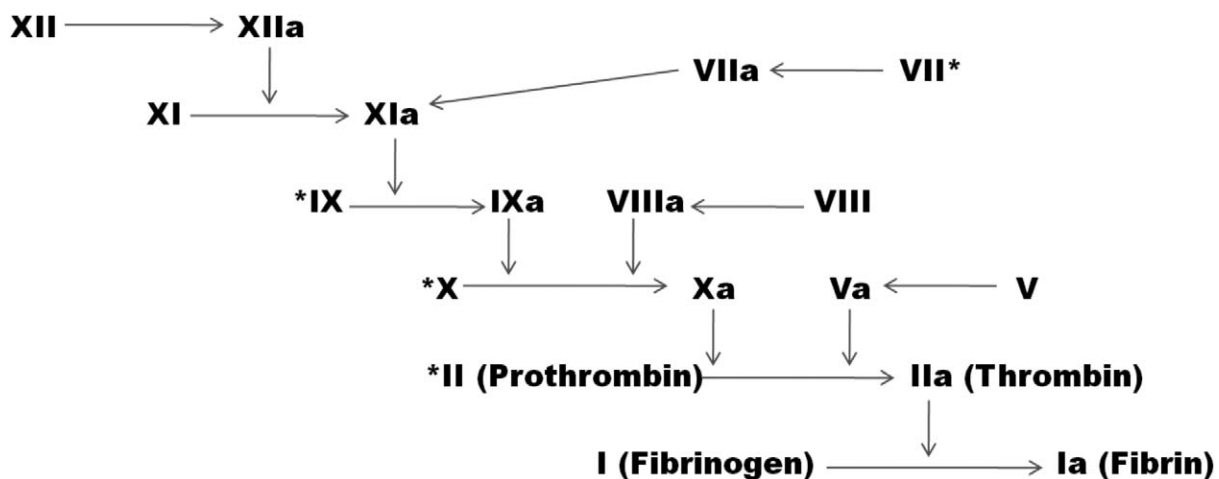 XII XIIa
VIIa VII*
XI XIa
*IX IXa VIIIa VIII
*X Xa Va V
*II (Prothrombin) IIa (Thrombin)
I (Fibrinogen) Ia (Fibrin)